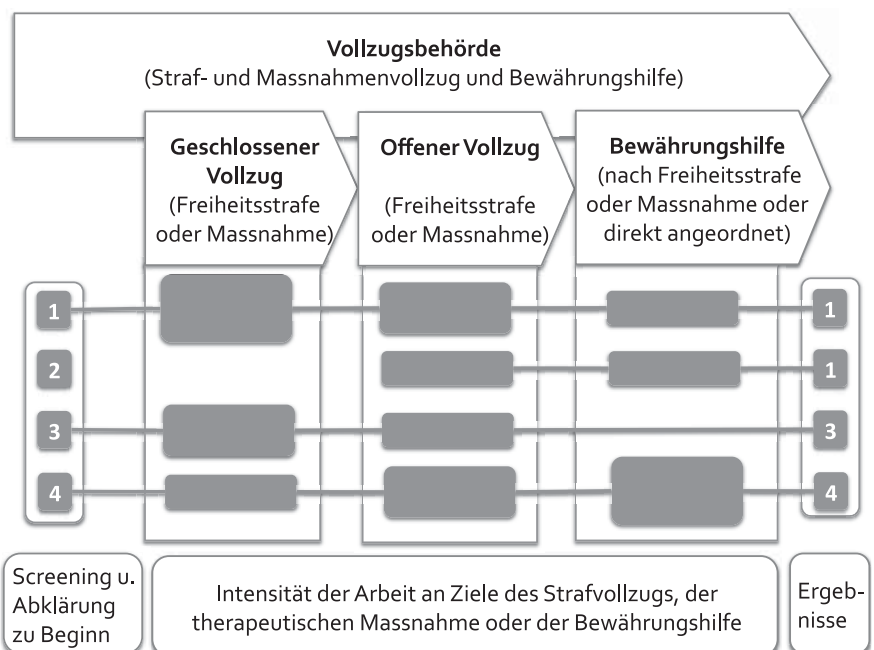 Vollzugsbehörde
(Straf- und Massnahmenvollzug und Bewährungshilfe)
Geschlossener
Vollzug
(Freiheitsstrafe
oder Massnahme)
Offener Vollzug
(Freiheitsstrafe
oder Massnahme)
Bewährungshilfe
(nach Freiheitsstrafe
oder Massnahme oder
direkt angeordnet)
1
1
2
1
3
3
4
4
Screening u.
Abklärung
zu Beginn
Intensität der Arbeit an Ziele des Strafvollzugs, der
therapeutischen Massnahme oder der Bewährungshilfe
Ergeb-
nisse